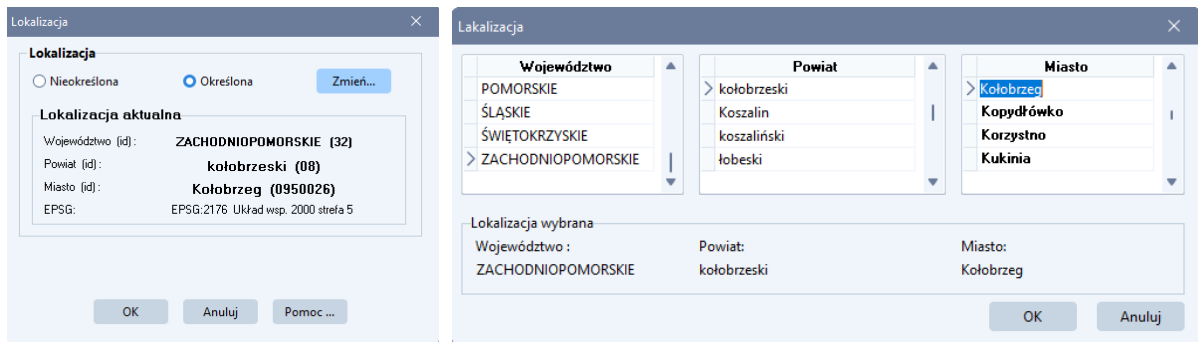 Lokalizacja
Lokalizacja
Nieokreślona Określona Zmień...
Lokalizacja aktualna
Województwo (id): ZACHODNIOPOMORSKIE (32)
Powiat (id): kołobrzeski (08)
Miasto (id): Kołobrzeg (0950026)
EPSG: EPSG:2176 Układ wsp. 2000 strefa 5
OK Anuluj Pomoc ...
Lakalizacja
Województwo Powiat Miasto
POMORSKIE kołobrzeski Kołobrzeg
ŚLĄSKIE Koszalin Kopydłówko
ŚWIĘTOKRZYSKIE koszaliński Korzystno
ZACHODNIOPOMORSKIE łobeski Kukinia
Lokalizacja wybrana
Województwo : Powiat: Miasto:
ZACHODNIOPOMORSKIE kołobrzeski Kołobrzeg
OK Anuluj